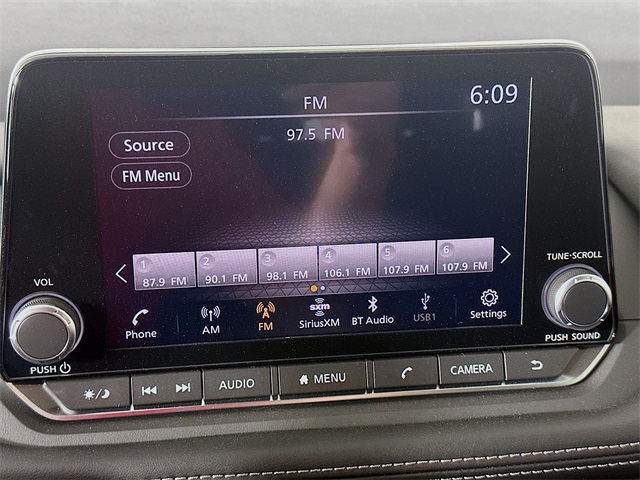 FM
6:09
97.5 FM
Source
FM Menu
1
87.9 FM
2
90.1 FM
3
98.1 FM
4
106.1 FM
5
107.9 FM
6
107.9 FM
Phone
AM
FM
sxm
SiriusXM
BT Audio
USB1
Settings
VOL
PUSH
TUNE·SCROLL
PUSH SOUND
AUDIO
MENU
CAMERA